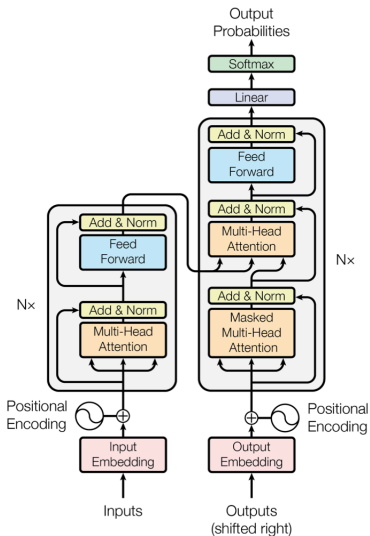 Output
Probabilities
Softmax
Linear
Add & Norm
Feed
Forward
Add & Norm
Multi-Head
Attention
Add & Norm
Masked
Multi-Head
Attention
N×
Add & Norm
Feed
Forward
Add & Norm
Multi-Head
Attention
N×
Positional
Encoding
Positional
Encoding
Input
Embedding
Output
Embedding
Inputs
Outputs
(shifted right)